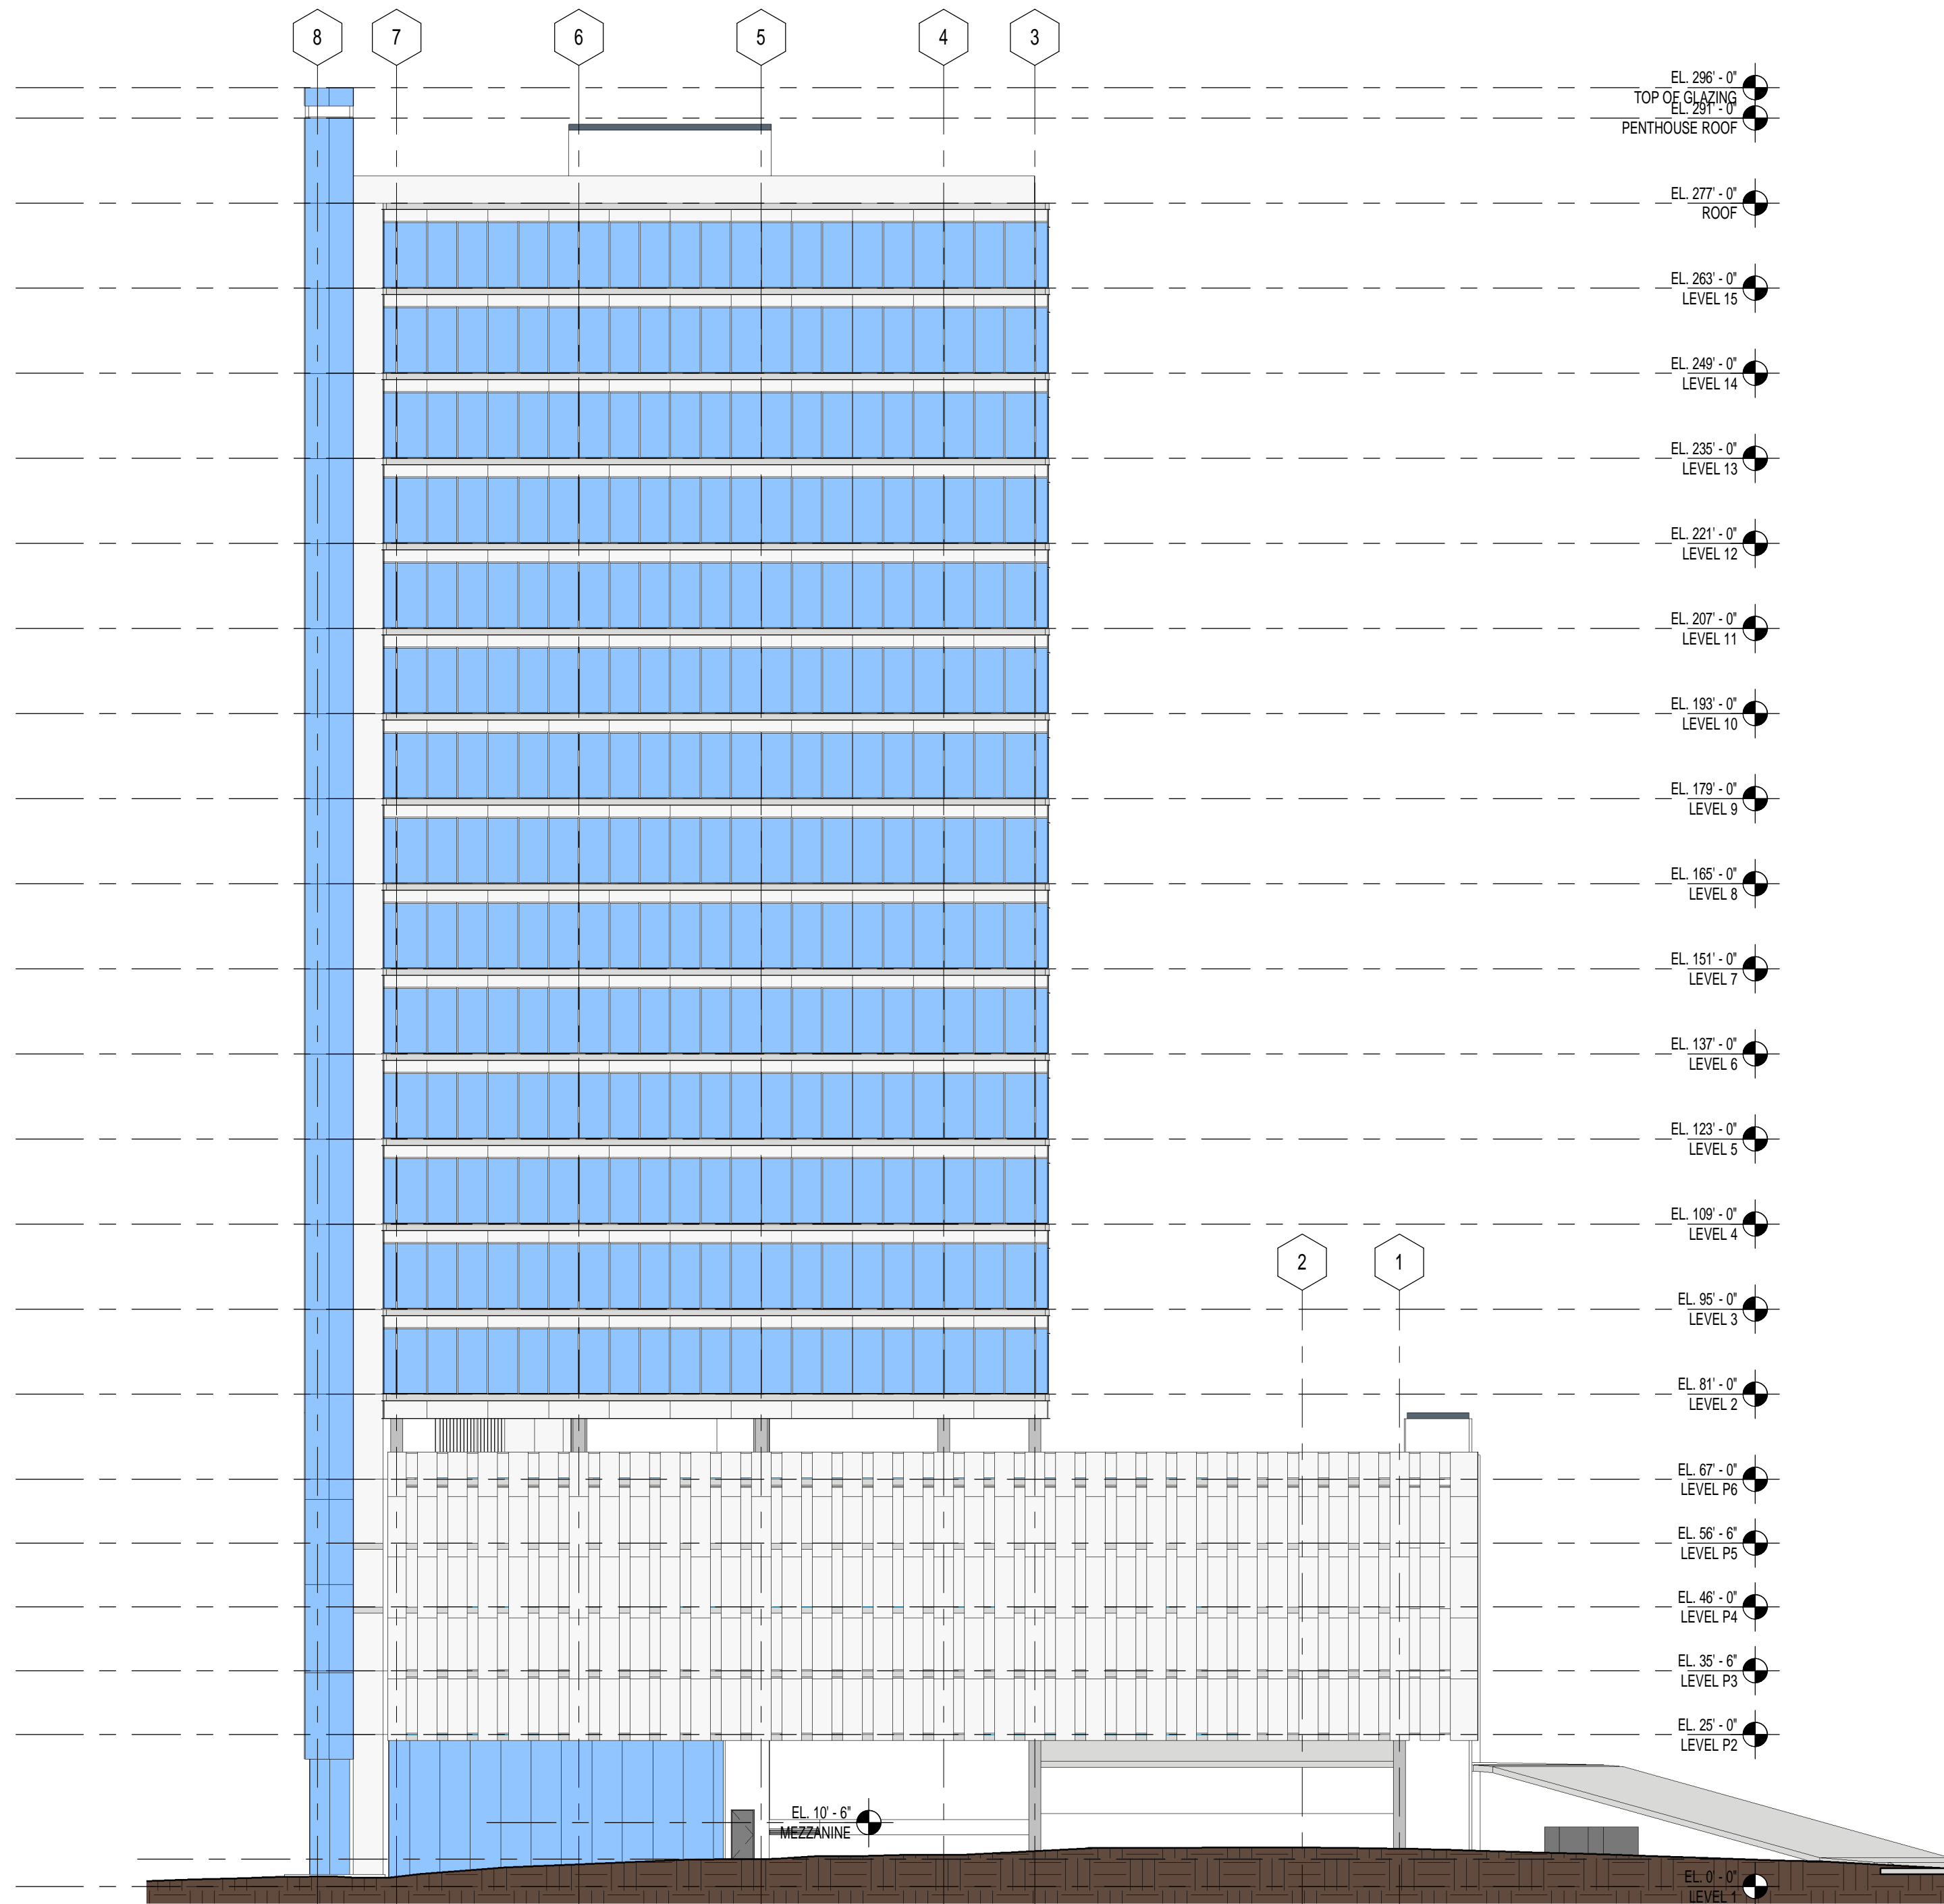 8
7
6
5
4
3
EL. 296' - 0"
TOP OF GLAZING
EL. 291' - 0"
PENTHOUSE ROOF
EL. 277' - 0"
ROOF
EL. 263' - 0"
LEVEL 15
EL. 249' - 0"
LEVEL 14
EL. 235' - 0"
LEVEL 13
EL. 221' - 0"
LEVEL 12
EL. 207' - 0"
LEVEL 11
EL. 193' - 0"
LEVEL 10
EL. 179' - 0"
LEVEL 9
EL. 165' - 0"
LEVEL 8
EL. 151' - 0"
LEVEL 7
EL. 137' - 0"
LEVEL 6
EL. 123' - 0"
LEVEL 5
EL. 109' - 0"
LEVEL 4
2
1
EL. 95' - 0"
LEVEL 3
EL. 81' - 0"
LEVEL 2
EL. 67' - 0"
LEVEL P6
EL. 56' - 6"
LEVEL P5
EL. 46' - 0"
LEVEL P4
EL. 35' - 6"
LEVEL P3
EL. 25' - 0"
LEVEL P2
EL. 10' - 6"
MEZZANINE
EL. 0' - 0"
LEVEL 1